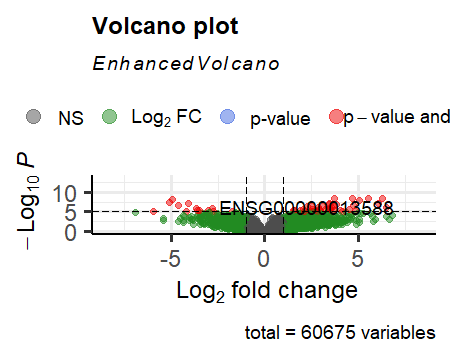 Volcano plot
EnhancedVolcano
NS Log₂ FC p-value p – value and
– Log₁₀ P
10
5
0
ENSG00000013588
-5 0 5
Log₂ fold change
total = 60675 variables